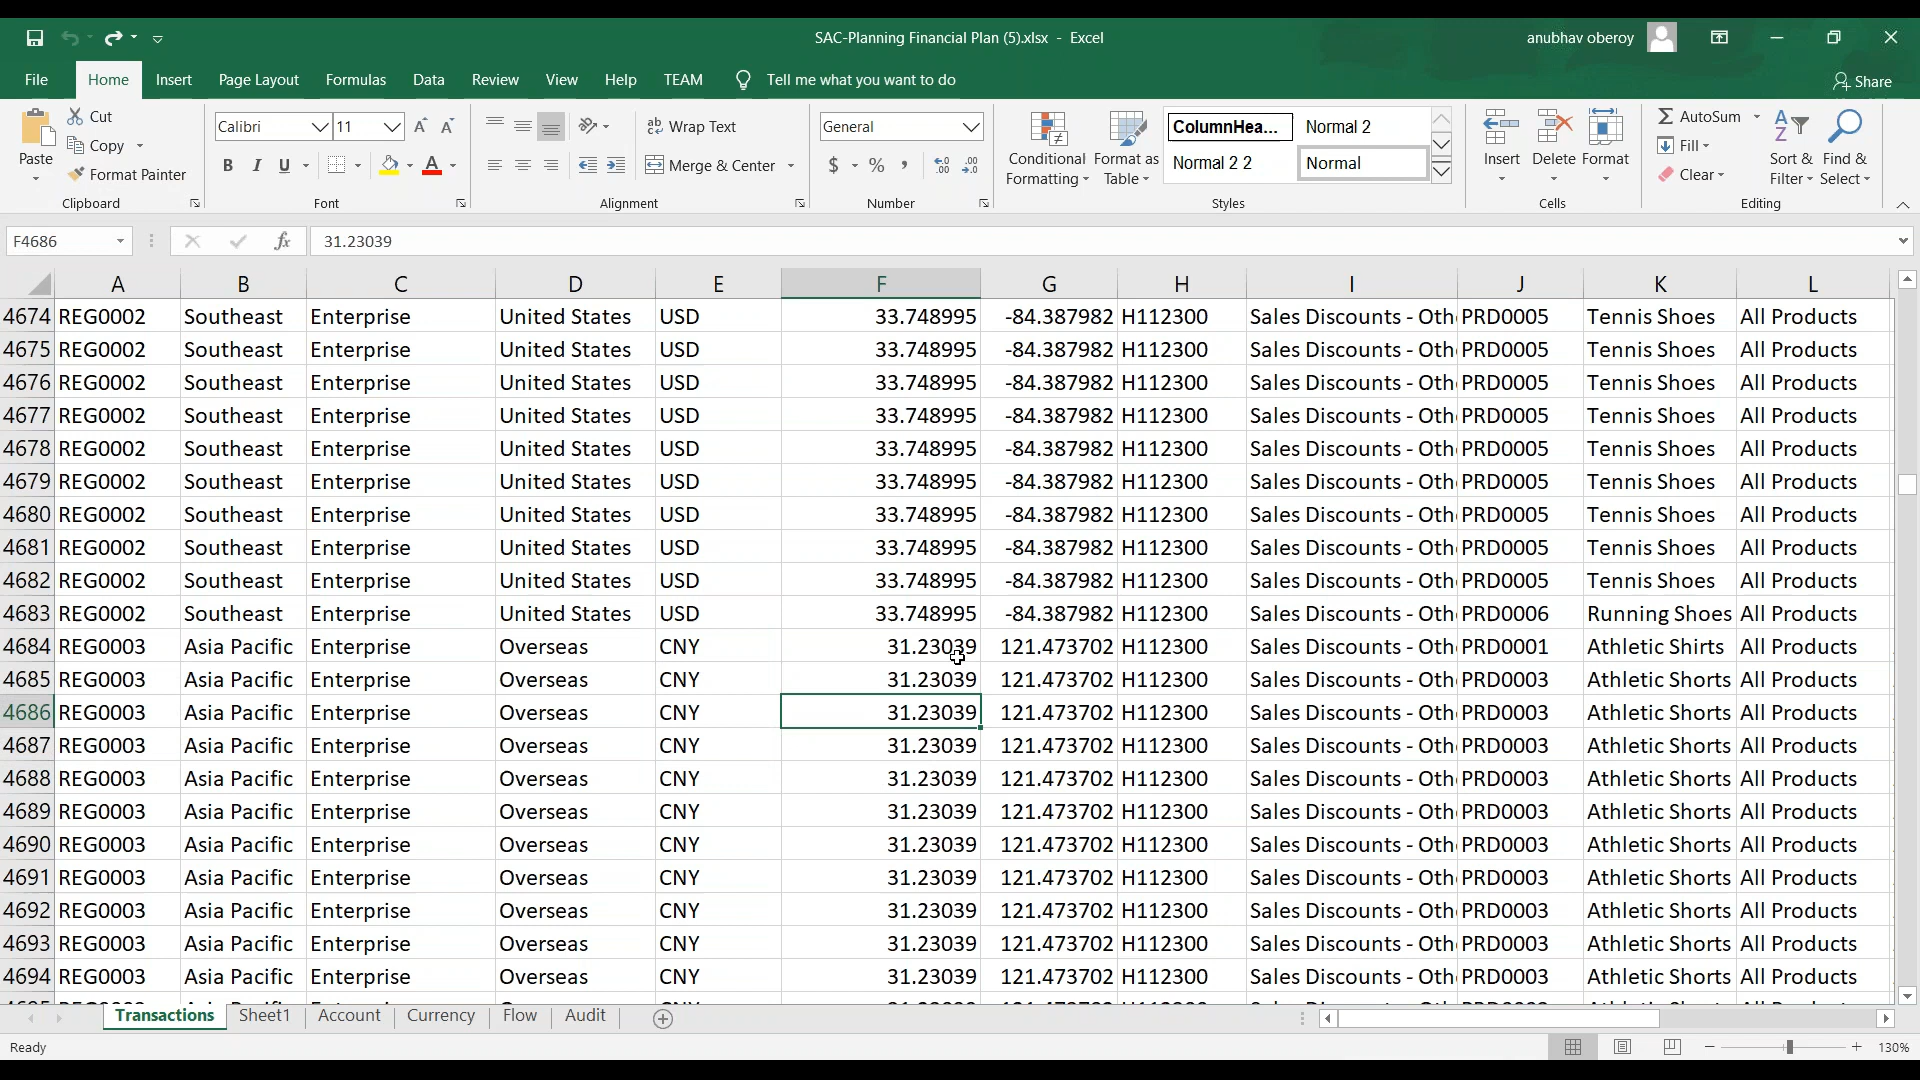 SAC-Planning Financial Plan (5).xlsx - Excel
anubhav oberoy
File Home Insert Page Layout Formulas Data Review View Help TEAM Tell me what you want to do Share
Paste Cut Copy Format Painter Clipboard
Calibri 11 A A B I U A Font
Wrap Text Merge & Center Alignment
General $ % , Number
Conditional Formatting Format as Table ColumnHea... Normal 2 Normal 2 2 Normal Styles
Insert Delete Format Cells
AutoSum Fill Clear Sort & Filter Find & Select Editing
F4686 fx 31.23039
A B C D E F G H I J K L
4674 REG0002 Southeast Enterprise United States USD 33.748995 -84.387982 H112300 Sales Discounts - Oth PRD0005 Tennis Shoes All Products
4675 REG0002 Southeast Enterprise United States USD 33.748995 -84.387982 H112300 Sales Discounts - Oth PRD0005 Tennis Shoes All Products
4676 REG0002 Southeast Enterprise United States USD 33.748995 -84.387982 H112300 Sales Discounts - Oth PRD0005 Tennis Shoes All Products
4677 REG0002 Southeast Enterprise United States USD 33.748995 -84.387982 H112300 Sales Discounts - Oth PRD0005 Tennis Shoes All Products
4678 REG0002 Southeast Enterprise United States USD 33.748995 -84.387982 H112300 Sales Discounts - Oth PRD0005 Tennis Shoes All Products
4679 REG0002 Southeast Enterprise United States USD 33.748995 -84.387982 H112300 Sales Discounts - Oth PRD0005 Tennis Shoes All Products
4680 REG0002 Southeast Enterprise United States USD 33.748995 -84.387982 H112300 Sales Discounts - Oth PRD0005 Tennis Shoes All Products
4681 REG0002 Southeast Enterprise United States USD 33.748995 -84.387982 H112300 Sales Discounts - Oth PRD0005 Tennis Shoes All Products
4682 REG0002 Southeast Enterprise United States USD 33.748995 -84.387982 H112300 Sales Discounts - Oth PRD0005 Tennis Shoes All Products
4683 REG0002 Southeast Enterprise United States USD 33.748995 -84.387982 H112300 Sales Discounts - Oth PRD0006 Running Shoes All Products
4684 REG0003 Asia Pacific Enterprise Overseas CNY 31.23039 121.473702 H112300 Sales Discounts - Oth PRD0001 Athletic Shirts All Products
4685 REG0003 Asia Pacific Enterprise Overseas CNY 31.23039 121.473702 H112300 Sales Discounts - Oth PRD0003 Athletic Shorts All Products
4686 REG0003 Asia Pacific Enterprise Overseas CNY 31.23039 121.473702 H112300 Sales Discounts - Oth PRD0003 Athletic Shorts All Products
4687 REG0003 Asia Pacific Enterprise Overseas CNY 31.23039 121.473702 H112300 Sales Discounts - Oth PRD0003 Athletic Shorts All Products
4688 REG0003 Asia Pacific Enterprise Overseas CNY 31.23039 121.473702 H112300 Sales Discounts - Oth PRD0003 Athletic Shorts All Products
4689 REG0003 Asia Pacific Enterprise Overseas CNY 31.23039 121.473702 H112300 Sales Discounts - Oth PRD0003 Athletic Shorts All Products
4690 REG0003 Asia Pacific Enterprise Overseas CNY 31.23039 121.473702 H112300 Sales Discounts - Oth PRD0003 Athletic Shorts All Products
4691 REG0003 Asia Pacific Enterprise Overseas CNY 31.23039 121.473702 H112300 Sales Discounts - Oth PRD0003 Athletic Shorts All Products
4692 REG0003 Asia Pacific Enterprise Overseas CNY 31.23039 121.473702 H112300 Sales Discounts - Oth PRD0003 Athletic Shorts All Products
4693 REG0003 Asia Pacific Enterprise Overseas CNY 31.23039 121.473702 H112300 Sales Discounts - Oth PRD0003 Athletic Shorts All Products
4694 REG0003 Asia Pacific Enterprise Overseas CNY 31.23039 121.473702 H112300 Sales Discounts - Oth PRD0003 Athletic Shorts All Products
Transactions Sheet1 Account Currency Flow Audit
Ready 130%